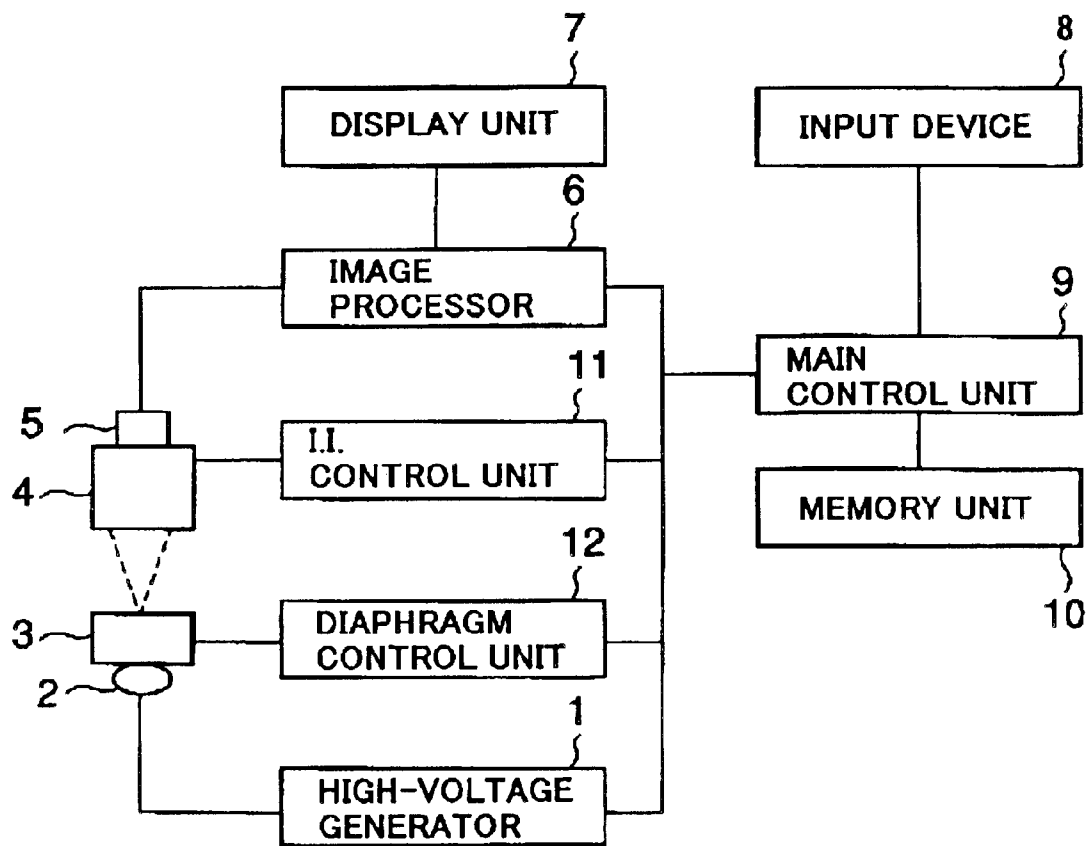 7
8
DISPLAY UNIT
INPUT DEVICE
6
IMAGE
PROCESSOR
9
MAIN
CONTROL UNIT
11
5
I.I.
CONTROL UNIT
4
MEMORY UNIT
10
12
3
DIAPHRAGM
CONTROL UNIT
2
1
HIGH-VOLTAGE
GENERATOR